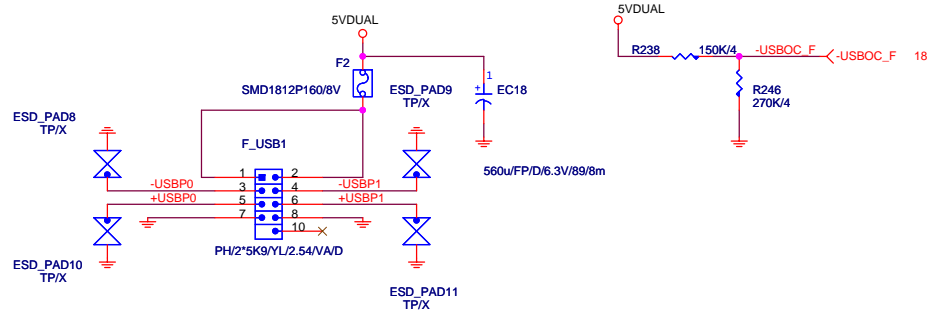 5VDUAL
F2
SMD1812P160/8V
1
+
EC18
560u/FP/D/6.3V/89/8m
ESD_PAD8
TP/X
ESD_PAD9
TP/X
F_USB1
1
2
-USBP0
3
4
-USBP1
+USBP0
5
6
+USBP1
7
8
10
PH/2*5K9/YL/2.54/VA/D
ESD_PAD10
TP/X
ESD_PAD11
TP/X
5VDUAL
R238
150K/4
-USBOC_F
-USBOC_F
18
R246
270K/4